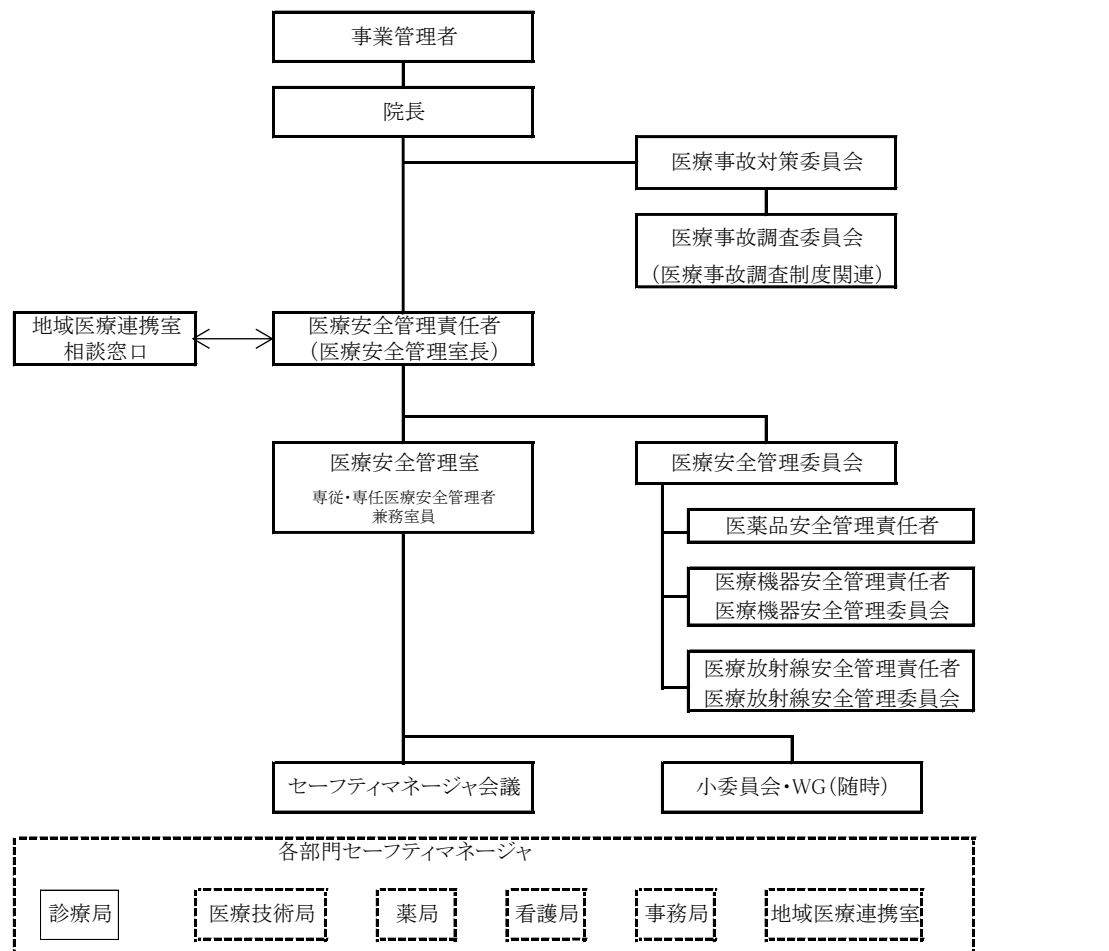 事業管理者
院長
医療事故対策委員会
医療事故調査委員会
（医療事故調査制度関連）
地域医療連携室
相談窓口
医療安全管理責任者
（医療安全管理室長）
医療安全管理室
専従・専任医療安全管理者
兼務室員
医療安全管理委員会
医薬品安全管理責任者
医療機器安全管理責任者
医療機器安全管理委員会
医療放射線安全管理責任者
医療放射線安全管理委員会
セーフティマネージャ会議
小委員会・WG（随時）
各部門セーフティマネージャ
診療局
医療技術局
薬局
看護局
事務局
地域医療連携室